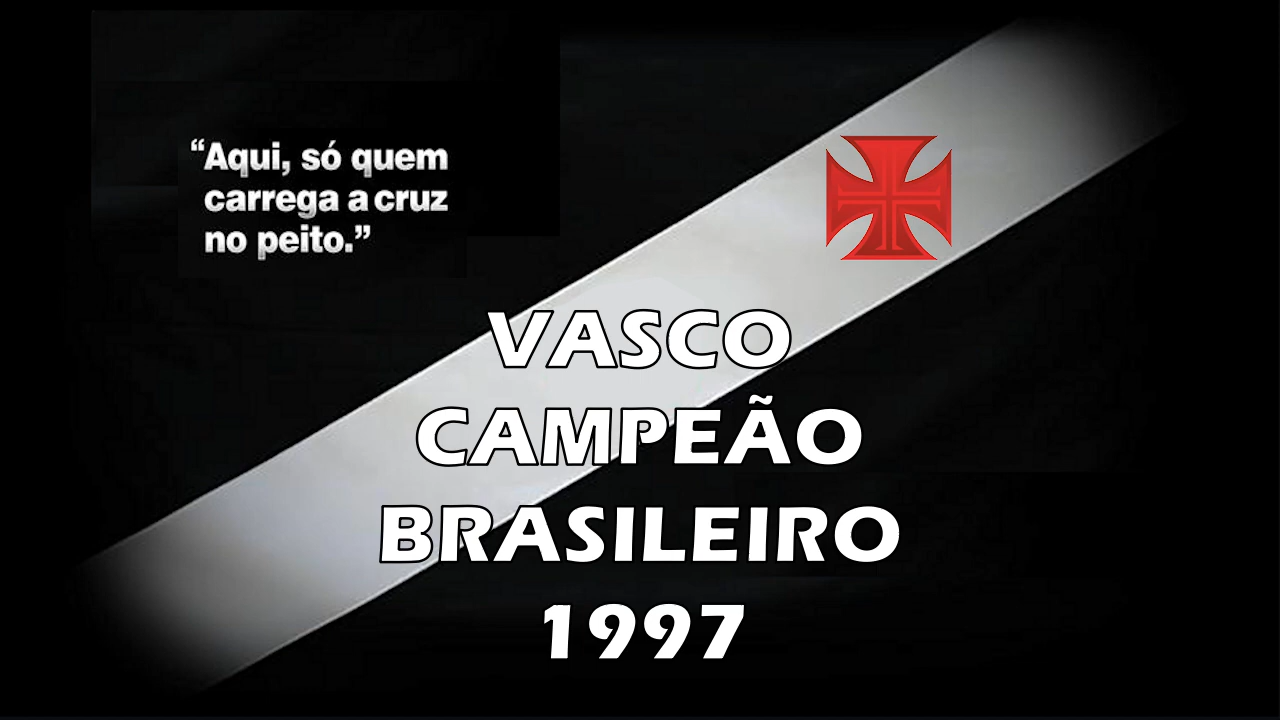 “Aqui, só quem
carrega a cruz
no peito.”
VASCO
CAMPEÃO
BRASILEIRO
1997